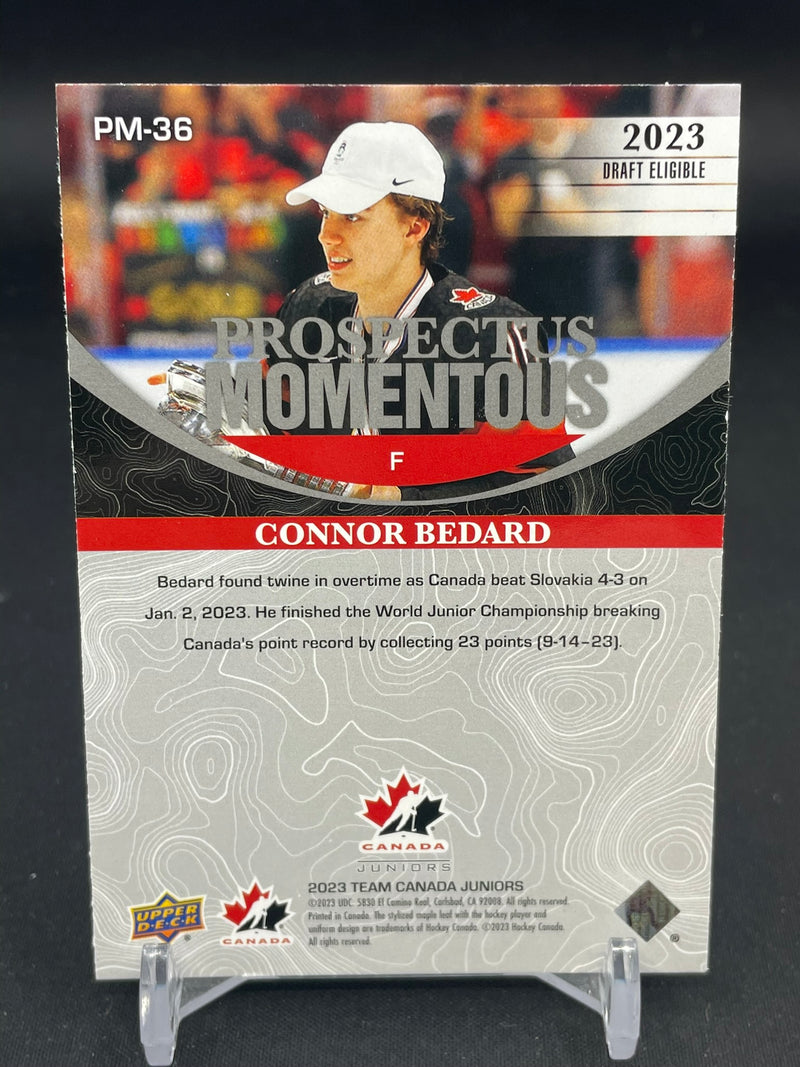 PM-36
2023
DRAFT ELIGIBLE
PROSPECTUS
MOMENTOUS
F
CONNOR BEDARD
Bedard found twine in overtime as Canada beat Slovakia 4-3 on
Jan. 2, 2023. He finished the World Junior Championship breaking
Canada's point record by collecting 23 points (9-14–23).
CANADA
JUNIORS
2023 TEAM CANADA JUNIORS
©2023 UDC. 5830 El Camino Real, Carlsbad, CA 92008. All rights reserved.
Printed in Canada. The stylized maple leaf with the hockey player and
uniform design are trademarks of Hockey Canada. ©2023 Hockey Canada.
All rights reserved.
UPPER
D·E·C·K
®
CANADA
®